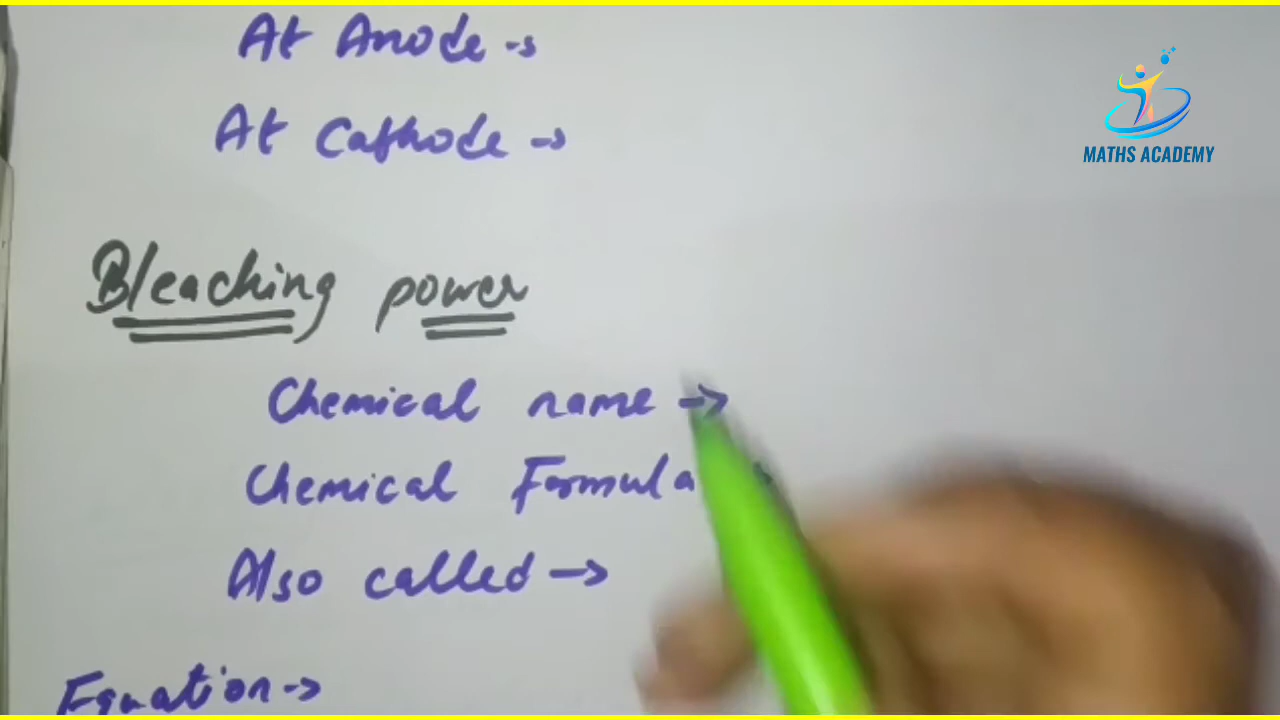 At Anode →
At Cathode →
MATHS ACADEMY
Bleaching power
Chemical name →
Chemical Formula →
Also called →
Equation →